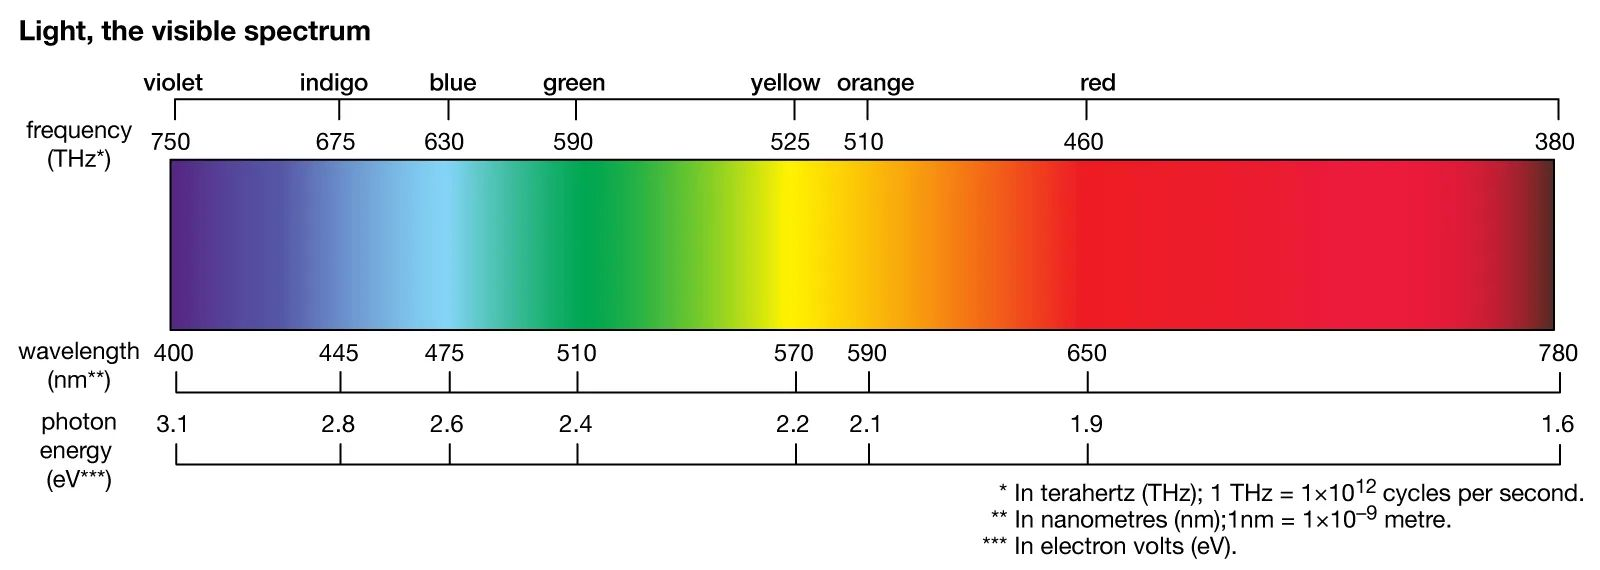 Light, the visible spectrum
violet indigo blue green yellow orange red
frequency
(THz*)
750 675 630 590 525 510 460 380
wavelength
(nm**)
400 445 475 510 570 590 650 780
photon
energy
(eV***)
3.1 2.8 2.6 2.4 2.2 2.1 1.9 1.6
* In terahertz (THz); 1 THz = 1×10¹² cycles per second.
** In nanometres (nm);1nm = 1×10⁻⁹ metre.
*** In electron volts (eV).